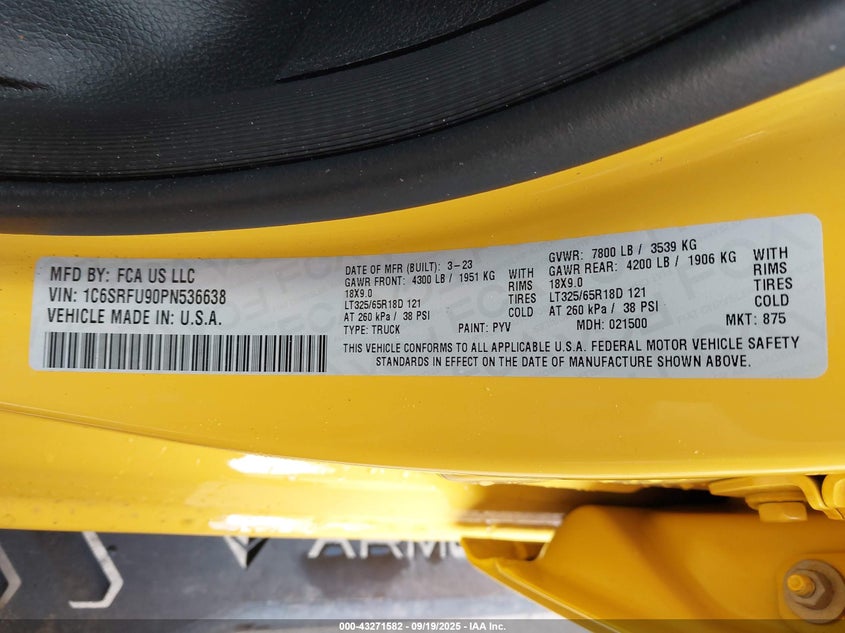 MFD BY: FCA US LLC
VIN: 1C6SRFU90PN536638
VEHICLE MADE IN: U.S.A.
DATE OF MFR (BUILT): 3-23
GAWR FRONT: 4300 LB / 1951 KG WITH
18X9.0 RIMS
LT325/65R18D 121 TIRES
AT 260 kPa / 38 PSI COLD
TYPE: TRUCK PAINT: PYV
GVWR: 7800 LB / 3539 KG
GAWR REAR: 4200 LB / 1906 KG WITH
18X9.0 RIMS
LT325/65R18D 121 TIRES
AT 260 kPa / 38 PSI COLD
MDH: 021500 MKT: 875
THIS VEHICLE CONFORMS TO ALL APPLICABLE U.S.A. FEDERAL MOTOR VEHICLE SAFETY
STANDARDS IN EFFECT ON THE DATE OF MANUFACTURE SHOWN ABOVE.
000-43271582 - 09/19/2025 - IAA Inc.